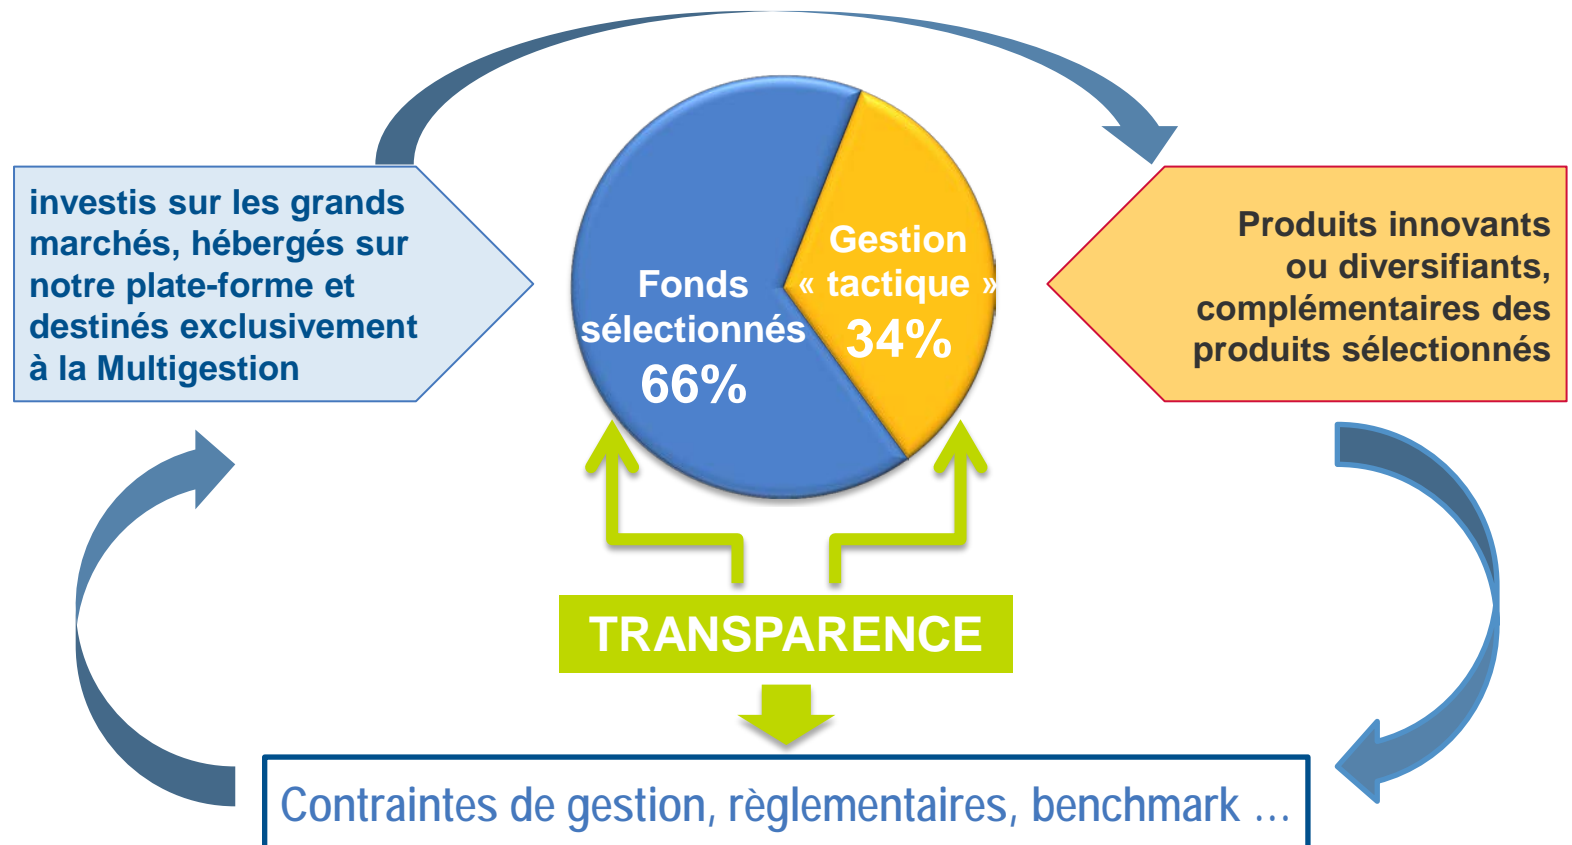 investis sur les grands
marchés, hébergés sur
notre plate-forme et
destinés exclusivement
à la Multigestion
Fonds
sélectionnés
66%
Gestion
« tactique »
34%
Produits innovants
ou diversifiants,
complémentaires des
produits sélectionnés
TRANSPARENCE
Contraintes de gestion, règlementaires, benchmark ...